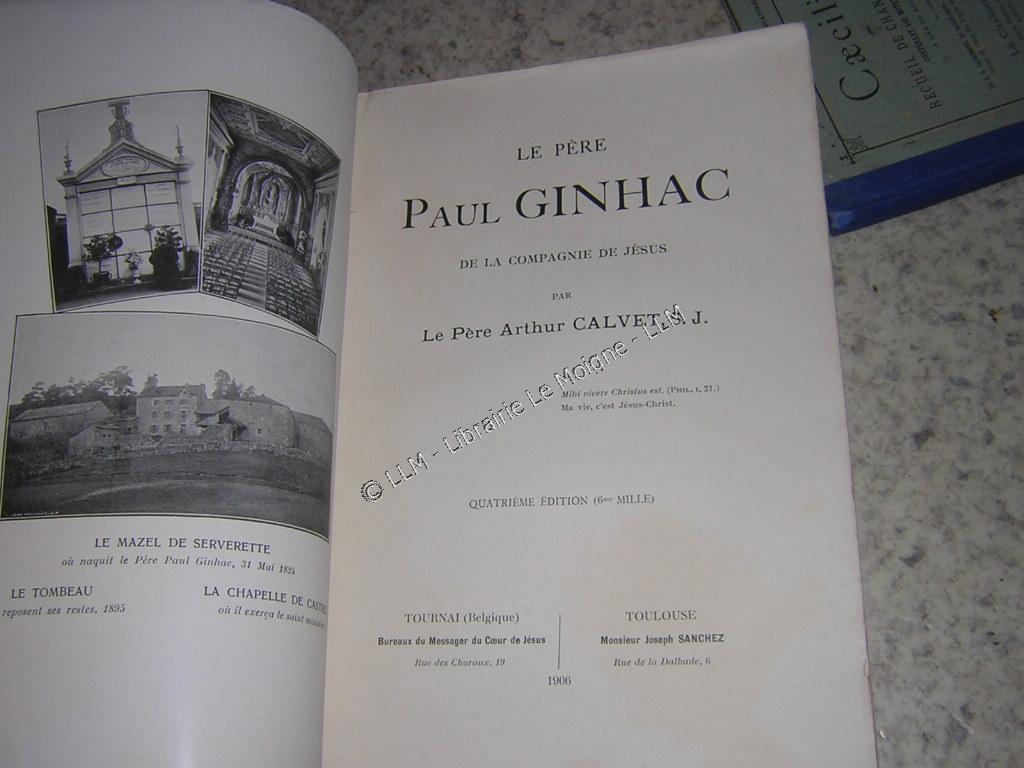 LE MAZEL DE SERVERETTE
où naquit le Père Paul Ginhac, 31 Mai 1824
LE TOMBEAU
reposent ses restes, 1895
LA CHAPELLE DE
où il exerça le saint
LE PÈRE
PAUL GINHAC
DE LA COMPAGNIE DE JÉSUS
PAR
Le Père Arthur CALVET, S. J.
Mihi vivere Christus est. (PHIL., I, 21.)
Ma vie, c'est Jésus-Christ.
QUATRIÈME ÉDITION (6me MILLE)
TOURNAI (Belgique)
Bureaux du Messager du Cœur de Jésus
Rue des Choraux, 19
TOULOUSE
Monsieur Joseph SANCHEZ
Rue de la Dalbade, 6
1906
© LLM - Librairie Le Moigne - LLM
Cæcili
RECUEIL DE CHAN